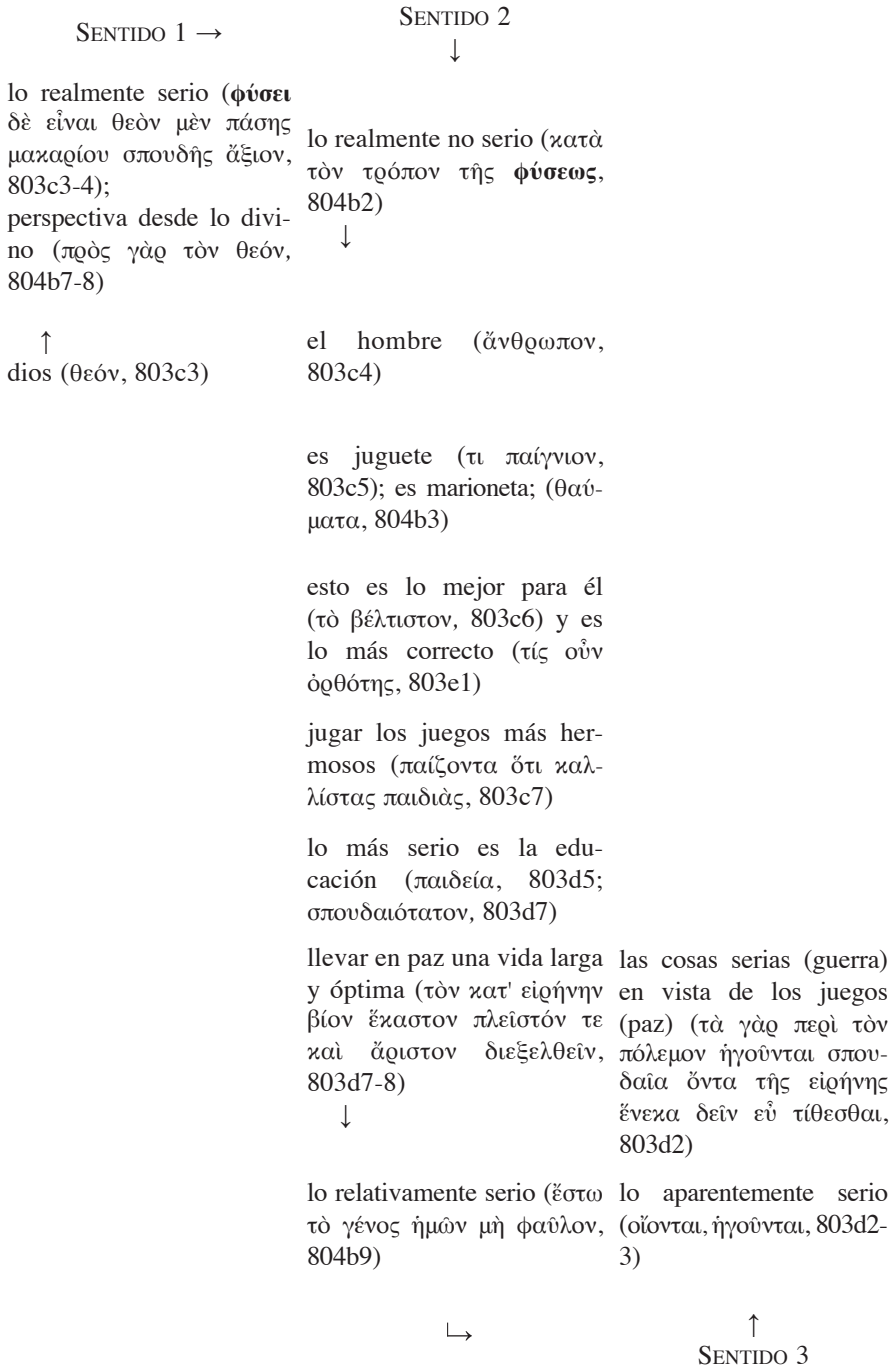 SENTIDO 1 →
SENTIDO 2
↓
lo realmente serio (φύσει
δὲ εἶναι θεὸν μὲν πάσης
μακαρίου σπουδῆς ἄξιον,
803c3-4);
perspectiva desde lo divi-
no (πρὸς γὰρ τὸν θεόν,
804b7-8)
↑
dios (θεόν, 803c3)
lo realmente no serio (κατὰ
τὸν τρόπον τῆς φύσεως,
804b2)
↓
el hombre (ἄνθρωπον,
803c4)
es juguete (τι παίγνιον,
803c5); es marioneta; (θαύ-
ματα, 804b3)
esto es lo mejor para él
(τὸ βέλτιστον, 803c6) y es
lo más correcto (τίς οὖν
ὀρθότης, 803e1)
jugar los juegos más her-
mosos (παίζοντα ὅτι καλ-
λίστας παιδιὰς, 803c7)
lo más serio es la edu-
cación (παιδεία, 803d5;
σπουδαιότατον, 803d7)
llevar en paz una vida larga
y óptima (τὸν κατ' εἰρήνην
βίον ἕκαστον πλεῖστόν τε
καὶ ἄριστον διεξελθεῖν,
803d7-8)
↓
lo relativamente serio (ἔστω
τὸ γένος ἡμῶν μὴ φαῦλον,
804b9)
↳
las cosas serias (guerra)
en vista de los juegos
(paz) (τὰ γὰρ περὶ τὸν
πόλεμον ἡγοῦνται σπου-
δαῖα ὄντα τῆς εἰρήνης
ἕνεκα δεῖν εὖ τίθεσθαι,
803d2)
lo aparentemente serio
(οἴονται, ἡγοῦνται, 803d2-
3)
↑
SENTIDO 3